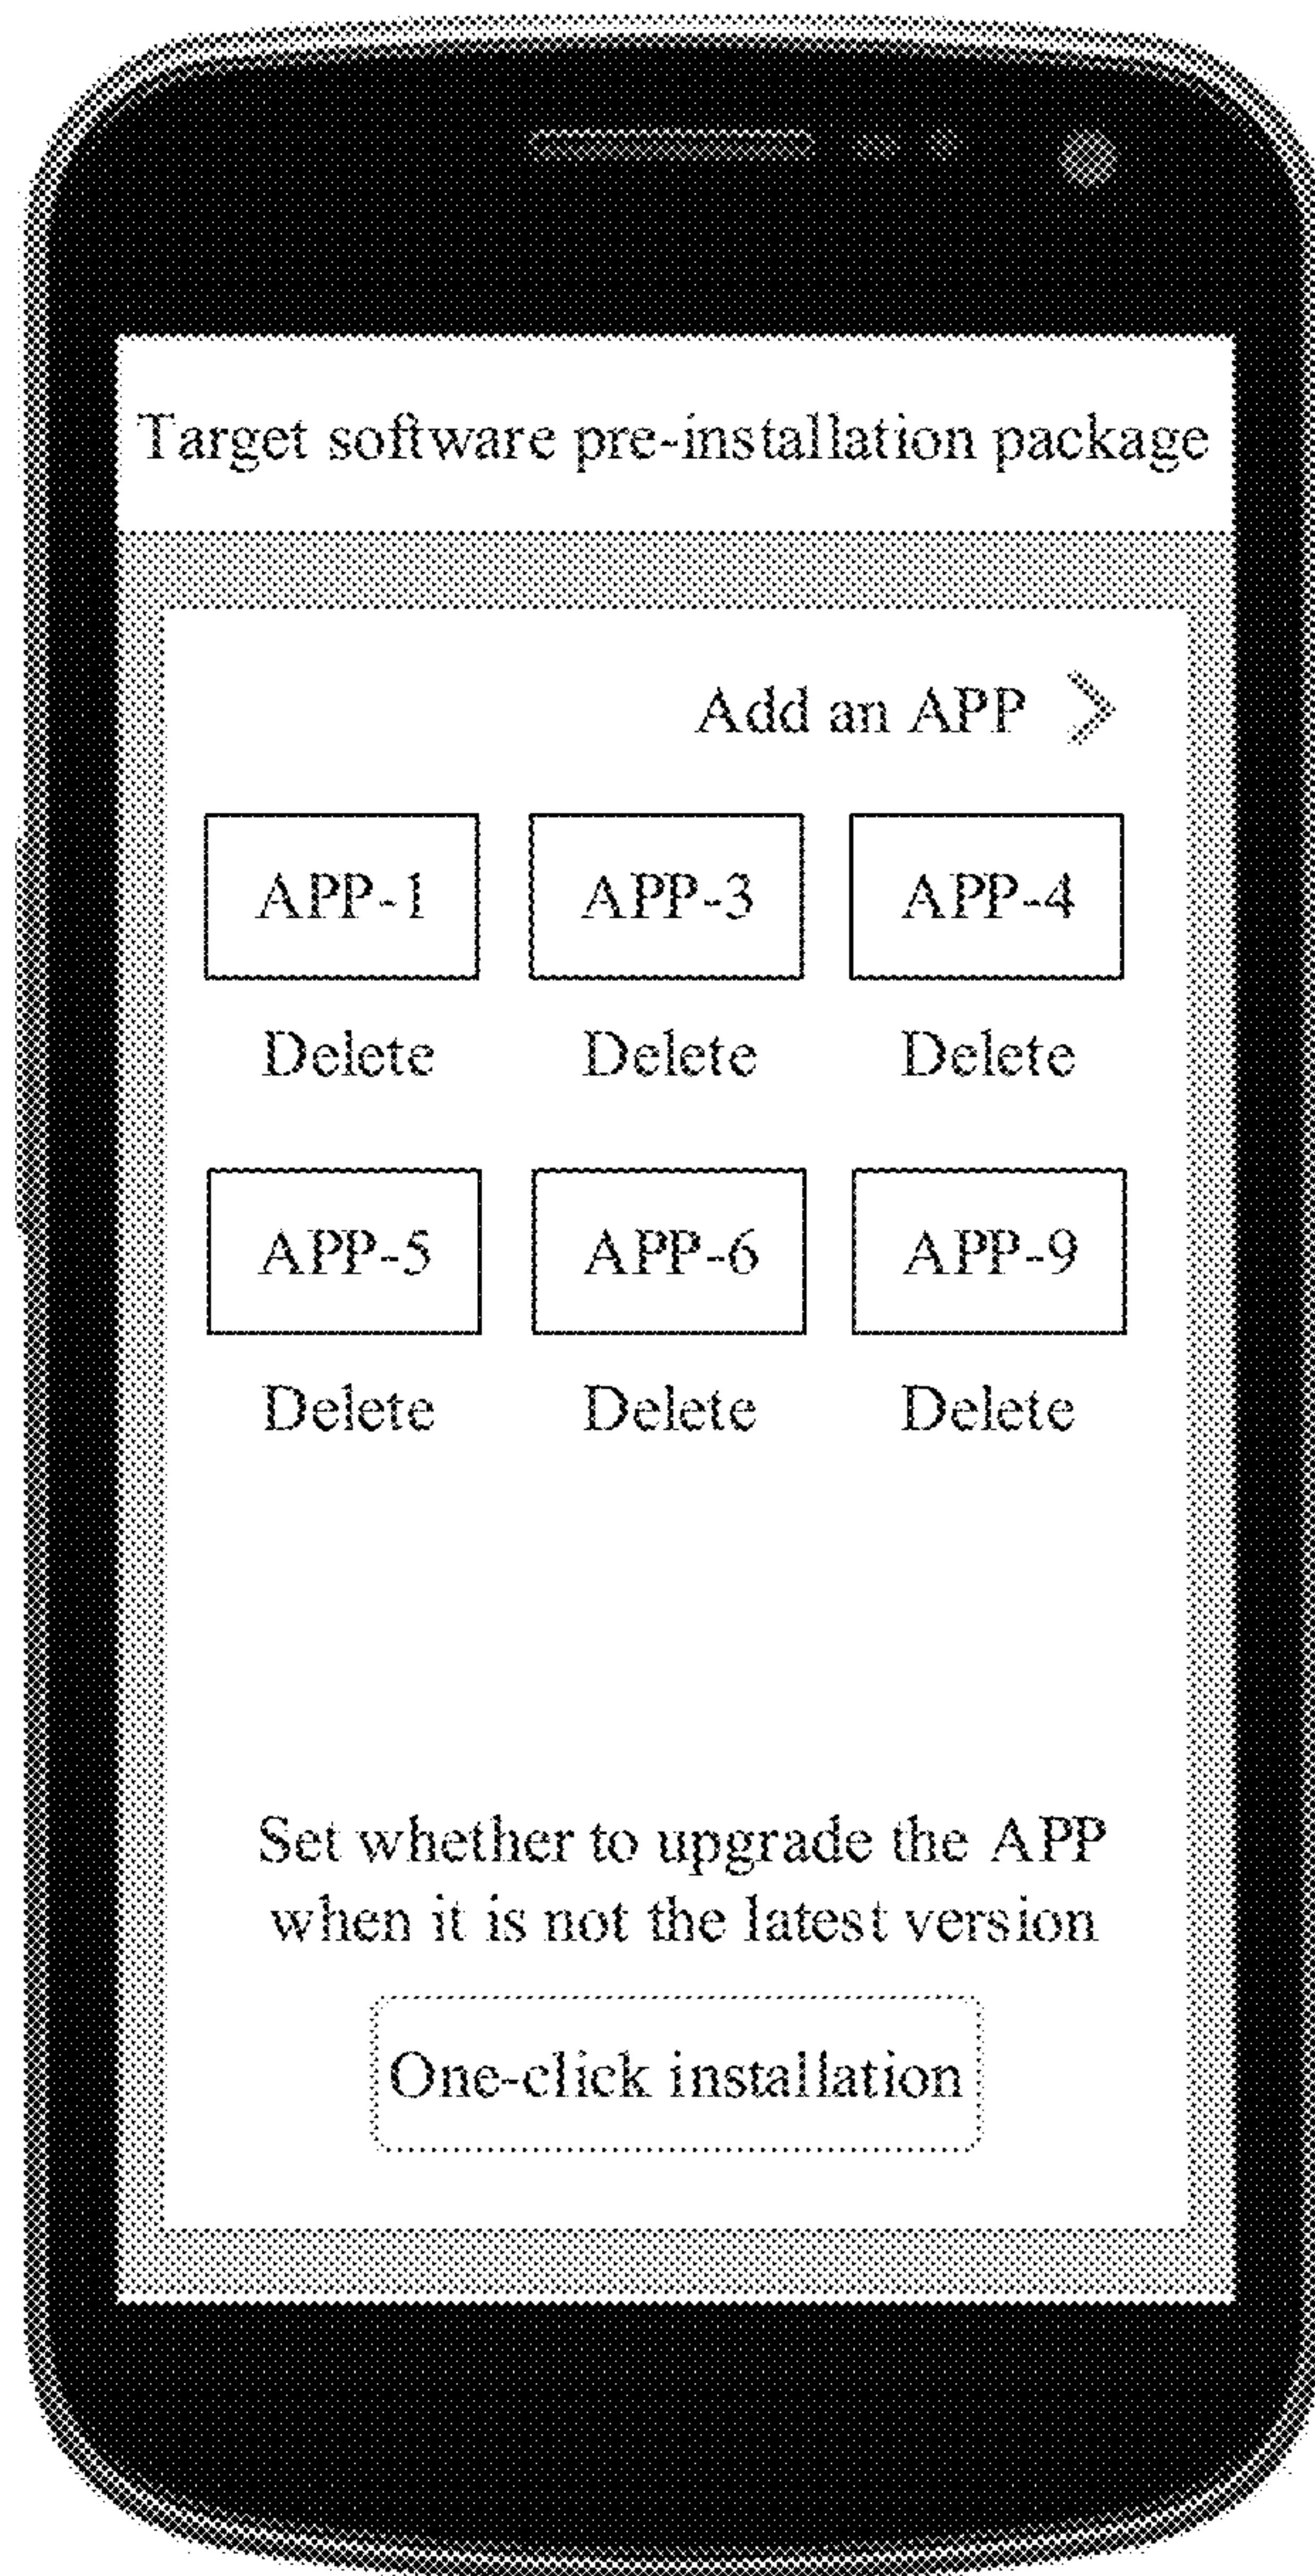 Target software pre-installation package
Add an APP >
APP-1 APP-3 APP-4
Delete Delete Delete
APP-5 APP-6 APP-9
Delete Delete Delete
Set whether to upgrade the APP
when it is not the latest version
One-click installation